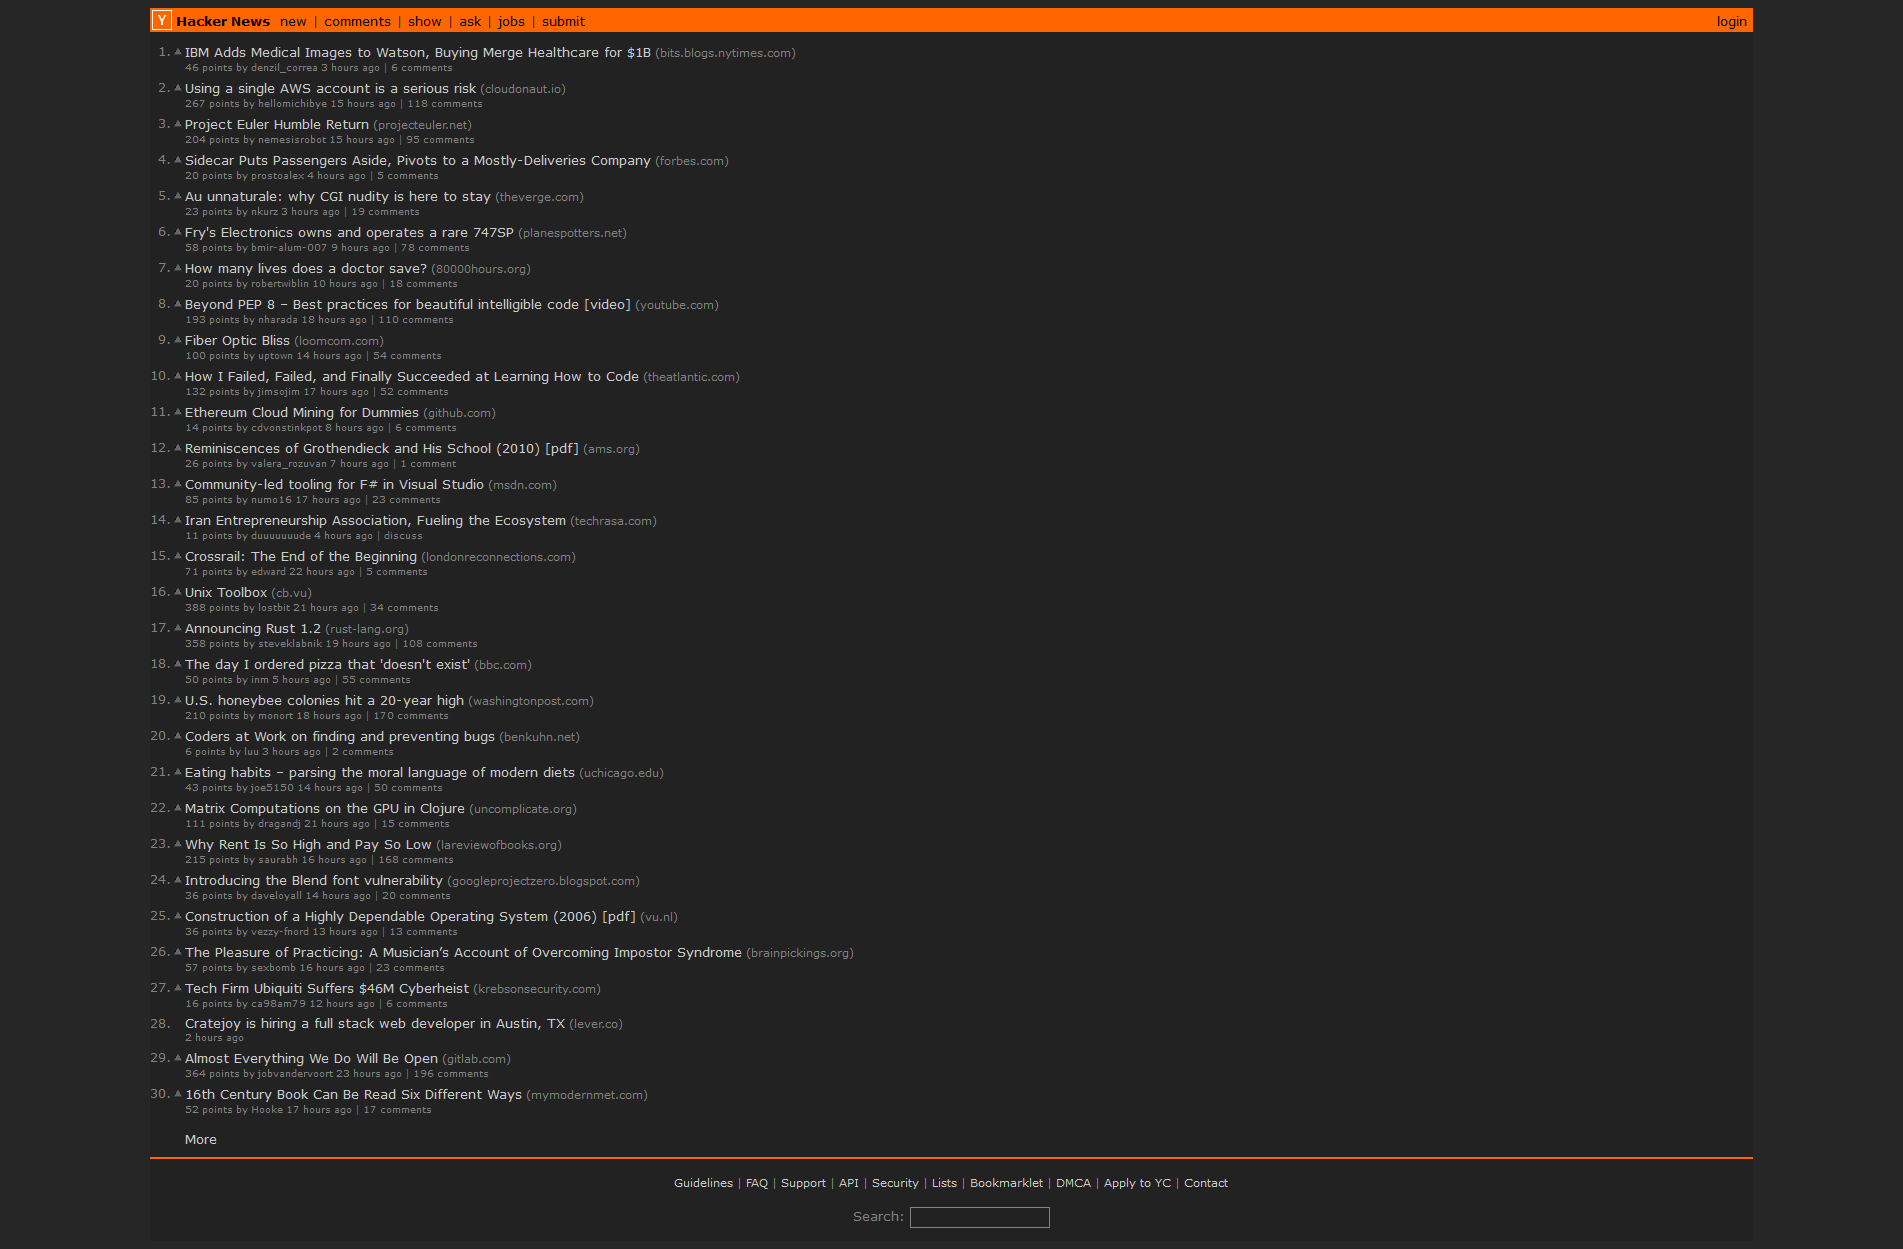 Y Hacker News new | comments | show | ask | jobs | submit login
1. IBM Adds Medical Images to Watson, Buying Merge Healthcare for $1B (bits.blogs.nytimes.com)
46 points by denzil_correa 3 hours ago | 6 comments
2. Using a single AWS account is a serious risk (cloudonaut.io)
267 points by hellomichibye 15 hours ago | 118 comments
3. Project Euler Humble Return (projecteuler.net)
204 points by nemesisrobot 15 hours ago | 95 comments
4. Sidecar Puts Passengers Aside, Pivots to a Mostly-Deliveries Company (forbes.com)
20 points by prostoalex 4 hours ago | 5 comments
5. Au unnaturale: why CGI nudity is here to stay (theverge.com)
23 points by nkurz 3 hours ago | 19 comments
6. Fry's Electronics owns and operates a rare 747SP (planespotters.net)
58 points by bmir-alum-007 9 hours ago | 78 comments
7. How many lives does a doctor save? (80000hours.org)
20 points by robertwiblin 10 hours ago | 18 comments
8. Beyond PEP 8 – Best practices for beautiful intelligible code [video] (youtube.com)
193 points by nharada 18 hours ago | 110 comments
9. Fiber Optic Bliss (loomcom.com)
100 points by uptown 14 hours ago | 54 comments
10. How I Failed, Failed, and Finally Succeeded at Learning How to Code (theatlantic.com)
132 points by jimsojim 17 hours ago | 52 comments
11. Ethereum Cloud Mining for Dummies (github.com)
14 points by cdvonstinkpot 8 hours ago | 6 comments
12. Reminiscences of Grothendieck and His School (2010) [pdf] (ams.org)
26 points by valera_rozuvan 7 hours ago | 1 comment
13. Community-led tooling for F# in Visual Studio (msdn.com)
85 points by numo16 17 hours ago | 23 comments
14. Iran Entrepreneurship Association, Fueling the Ecosystem (techrasa.com)
11 points by duuuuuuude 4 hours ago | discuss
15. Crossrail: The End of the Beginning (londonreconnections.com)
71 points by edward 22 hours ago | 5 comments
16. Unix Toolbox (cb.vu)
388 points by lostbit 21 hours ago | 34 comments
17. Announcing Rust 1.2 (rust-lang.org)
358 points by steveklabnik 19 hours ago | 108 comments
18. The day I ordered pizza that 'doesn't exist' (bbc.com)
50 points by inm 5 hours ago | 55 comments
19. U.S. honeybee colonies hit a 20-year high (washingtonpost.com)
210 points by monort 18 hours ago | 170 comments
20. Coders at Work on finding and preventing bugs (benkuhn.net)
6 points by luu 3 hours ago | 2 comments
21. Eating habits – parsing the moral language of modern diets (uchicago.edu)
43 points by joe5150 14 hours ago | 50 comments
22. Matrix Computations on the GPU in Clojure (uncomplicate.org)
111 points by dragandj 21 hours ago | 15 comments
23. Why Rent Is So High and Pay So Low (lareviewofbooks.org)
215 points by saurabh 16 hours ago | 168 comments
24. Introducing the Blend font vulnerability (googleprojectzero.blogspot.com)
36 points by daveloyall 14 hours ago | 20 comments
25. Construction of a Highly Dependable Operating System (2006) [pdf] (vu.nl)
36 points by vezzy-fnord 13 hours ago | 13 comments
26. The Pleasure of Practicing: A Musician’s Account of Overcoming Impostor Syndrome (brainpickings.org)
57 points by sexbomb 16 hours ago | 23 comments
27. Tech Firm Ubiquiti Suffers $46M Cyberheist (krebsonsecurity.com)
16 points by ca98am79 12 hours ago | 6 comments
28. Cratejoy is hiring a full stack web developer in Austin, TX (lever.co)
2 hours ago
29. Almost Everything We Do Will Be Open (gitlab.com)
364 points by jobvandervoort 23 hours ago | 196 comments
30. 16th Century Book Can Be Read Six Different Ways (mymodernmet.com)
52 points by Hooke 17 hours ago | 17 comments
More
Guidelines | FAQ | Support | API | Security | Lists | Bookmarklet | DMCA | Apply to YC | Contact
Search: